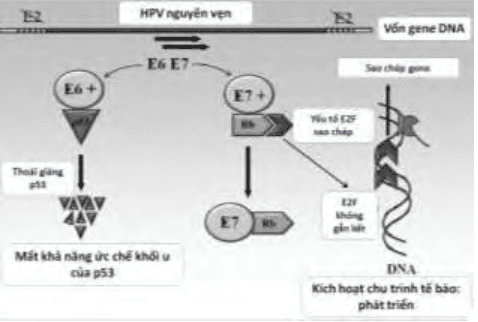 E2
HPV nguyên vẹn
E2
Vốn gene DNA
E6 E7
Sao chép gene
E6 +
E7 +
Rb
Yếu tố E2F
sao chép
Thoái giáng
p53
E7
Rb
E2F
không
gắn kết
Mất khả năng ức chế khối u
của p53
DNA
Kích hoạt chu trình tế bào:
phát triển